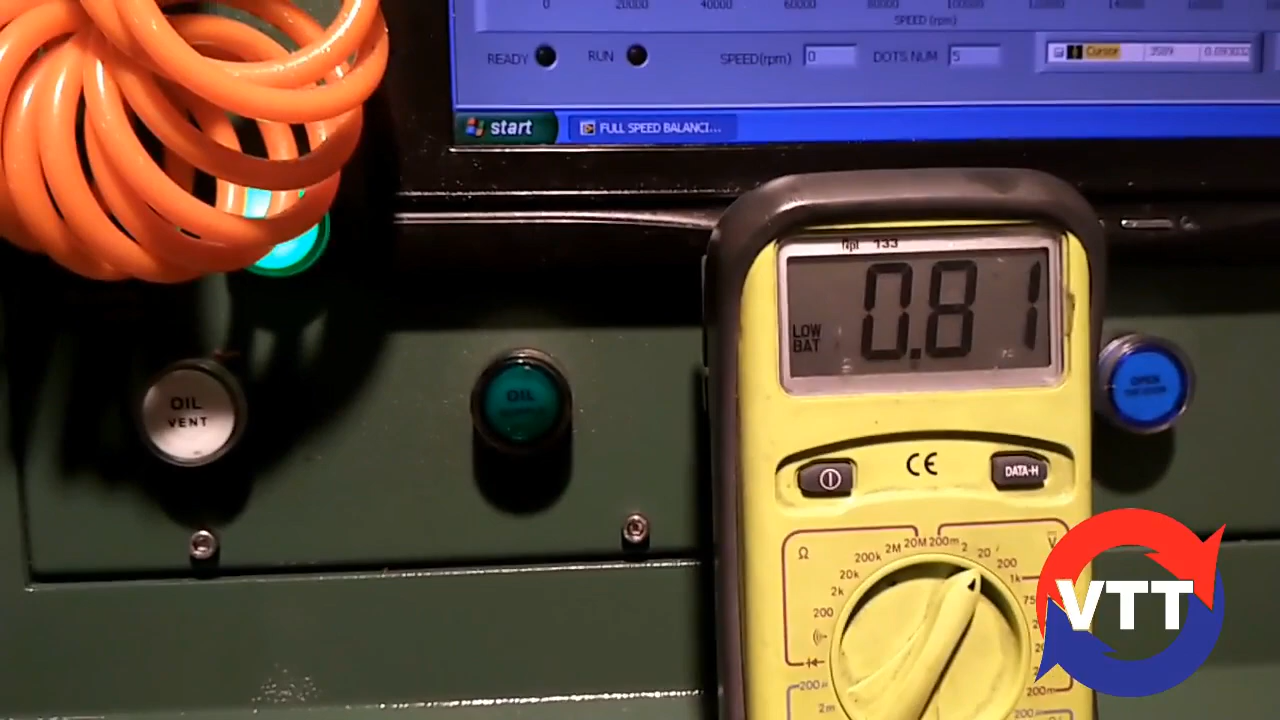 0 20000 40000 60000 80000 100000 120000 140000
SPEED (rpm)
READY RUN SPEED(rpm) 0 DOTS NUM 5 Cursor 3589
start FULL SPEED BALANCI...
133
0.81
LOW
BAT
OIL
VENT
OIL
OPEN
CE DATA-H
Ω 200k 2M 20M 200m 2 20 200 1k
20k
2k
200
200µ
2m
200m
VTT